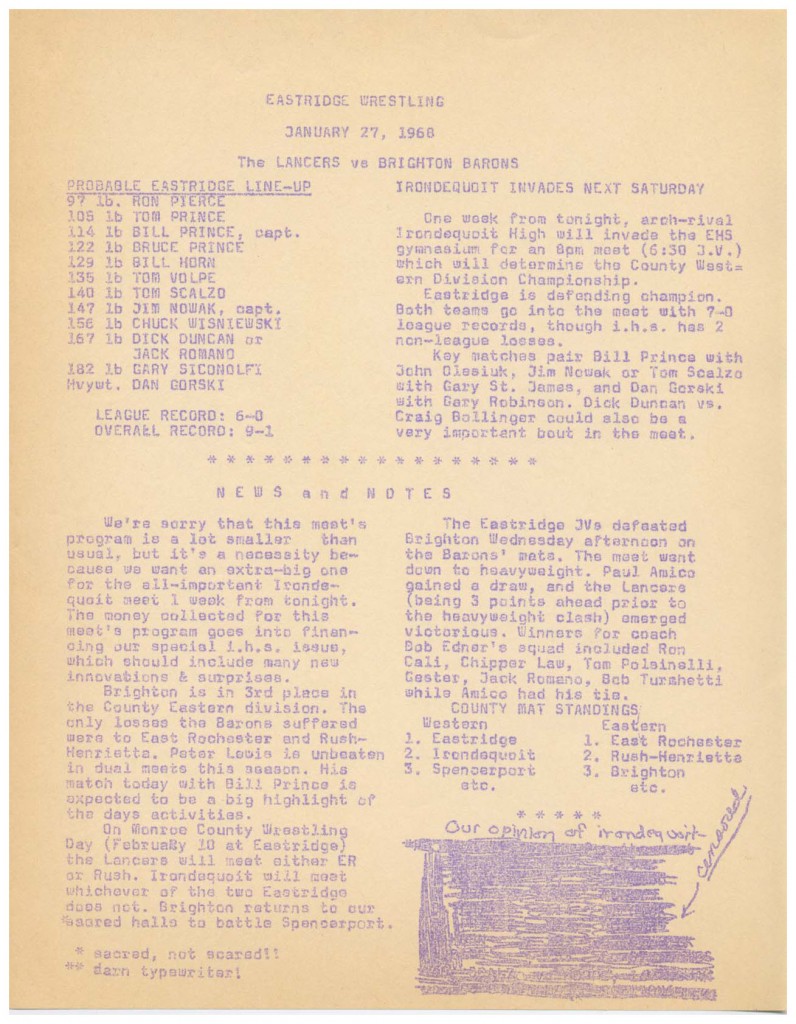 EASTRIDGE WRESTLING
JANUARY 27, 1968
The LANCERS vs BRIGHTON BARONS
PROBABLE EASTRIDGE LINE-UP
97 lb. RON PIERCE
105 lb TOM PRINCE
114 lb BILL PRINCE, capt.
122 lb BRUCE PRINCE
129 lb BILL HORN
135 lb TOM VOLPE
140 lb TOM SCALZO
147 lb JIM NOWAK, capt.
156 lb CHUCK WISNIEWSKI
167 lb DICK DUNCAN or
JACK ROMANO
182 lb GARY SICONOLFI
Hvywt. DAN GORSKI
LEAGUE RECORD: 6-0
OVERALL RECORD: 9-1
IRONDEQUOIT INVADES NEXT SATURDAY
One week from tonight, arch-rival
Irondequoit High will invade the EHS
gymnasium for an 8pm meet (6:30 J.V.)
which will determine the County West=
ern Division Championship.
Eastridge is defending champion.
Both teams go into the meet with 7-0
league records, though i.h.s. has 2
non-league losses.
Key matches pair Bill Prince with
John Olesiuk, Jim Nowak or Tom Scalzo
with Gary St. James, and Dan Gorski
with Gary Robinson. Dick Duncan vs.
Craig Bollinger could also be a
very important bout in the meet.
* * * * * * * * * * * * * * * * * *
N E W S and N O T E S
We're sorry that this meet's
program is a lot smaller than
usual, but it's a necessity be-
cause we want an extra-big one
for the all-important Ironde-
quoit meet 1 week from tonight.
The money collected for this
meet's program goes into finan-
cing our special i.h.s. issue,
which should include many new
innovations & surprises.
Brighton is in 3rd place in
the County Eastern division. The
only losses the Barons suffered
were to East Rochester and Rush-
Henrietta. Peter Lewis is unbeaten
in dual meets this season. His
match today with Bill Prince is
expected to be a big highlight of
the days activities.
On Monroe County Wrestling
Day (FebruaRy 10 at Eastridge)
the Lancers will meet either ER
or Rush. Irondequoit will meet
whichever of the two Eastridge
does not. Brighton returns to our
*sacred halls to battle Spencerport.
* sacred, not scared!!
** darn typewriter!
The Eastridge JVs defeated
Brighton Wednesday afternoon on
the Barons' mats. The meet went
down to heavyweight. Paul Amico
gained a draw, and the Lancers
(being 3 points ahead prior to
the heavyweight clash) emerged
victorious. Winners for coach
Bob Edner's squad included Ron
Cali, Chipper Law, Tom Polsinelli,
Gester, Jack Romano, Bob Turchetti
while Amico had his tie.
COUNTY MAT STANDINGS
Western
1. Eastridge
2. Irondequoit
3. Spencerport
etc.
Eastern
1. East Rochester
2. Rush-Henrietta
3. Brighton
etc.
* * * * *
Our opinion of irondequoit
censored